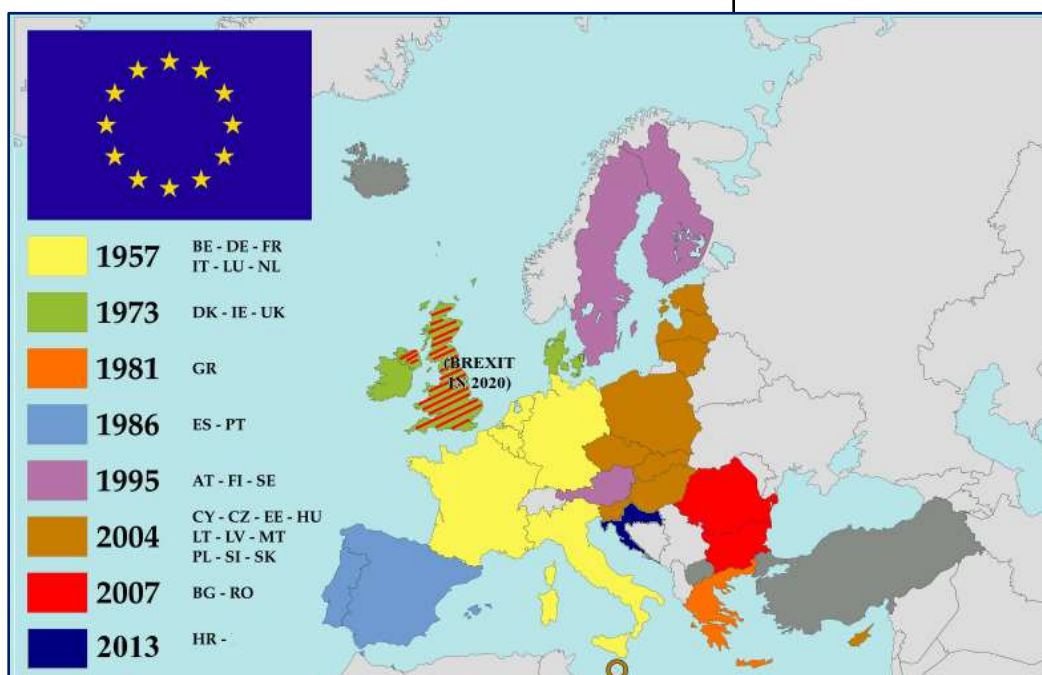 1957
BE - DE - FR
IT - LU - NL
1973
DK - IE - UK
1981
GR
1986
ES - PT
1995
AT - FI - SE
2004
CY - CZ - EE - HU
LT - LV - MT
PL - SI - SK
2007
BG - RO
2013
HR -
(BREXIT
IN 2020)